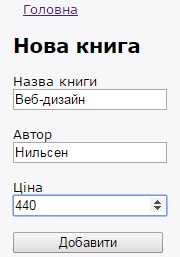 Головна
Нова книга
Назва книги
Веб-дизайн
Автор
Нильсен
Ціна
440
Добавити